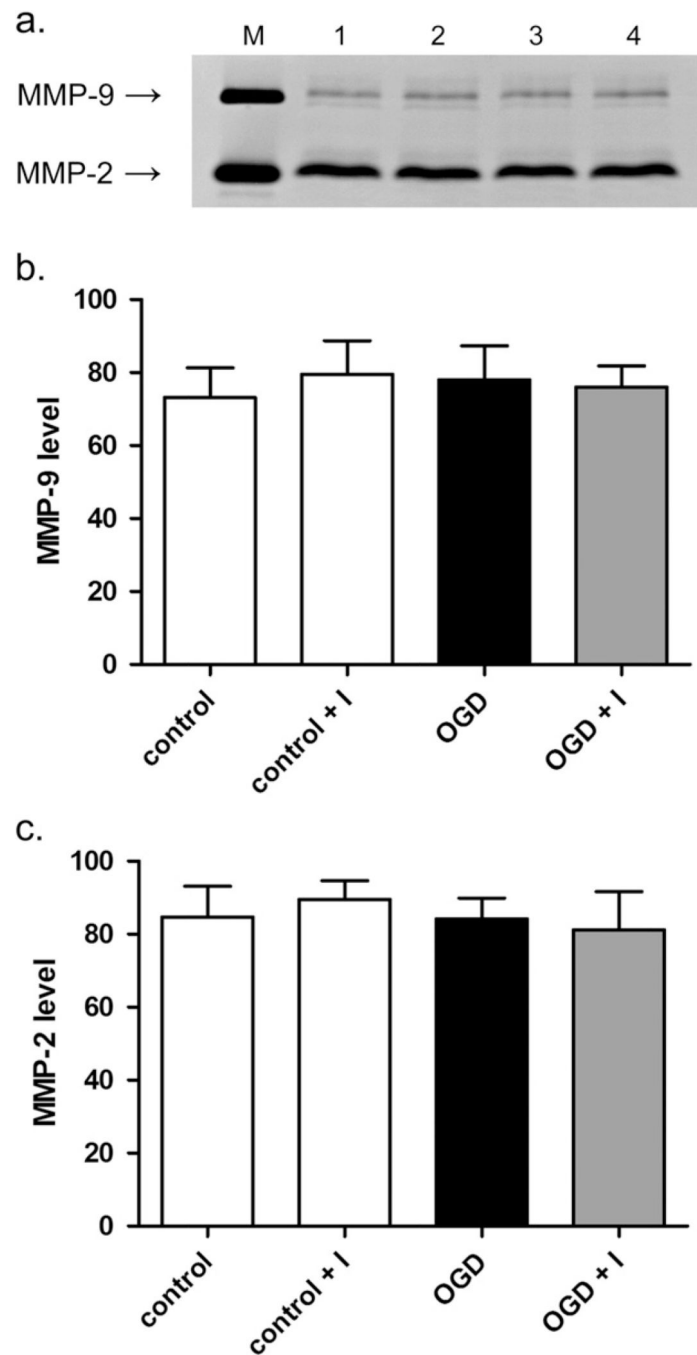 a.
M 1 2 3 4
MMP-9 →
MMP-2 →
b.
MMP-9 level
100
80
60
40
20
0
control
control + I
OGD
OGD + I
c.
MMP-2 level
100
80
60
40
20
0
control
control + I
OGD
OGD + I